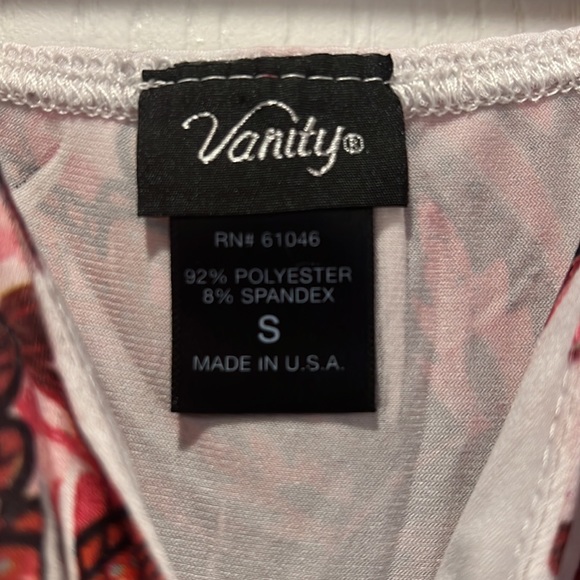 Vanity®
RN# 61046
92% POLYESTER
8% SPANDEX
S
MADE IN U.S.A.